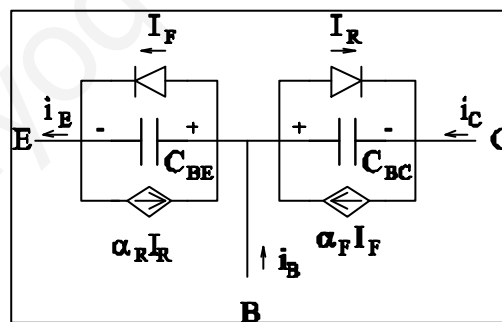 I_F I_R
i_E - + + - i_C
E C_BE C_BC C
α_R I_R α_F I_F
i_B
B